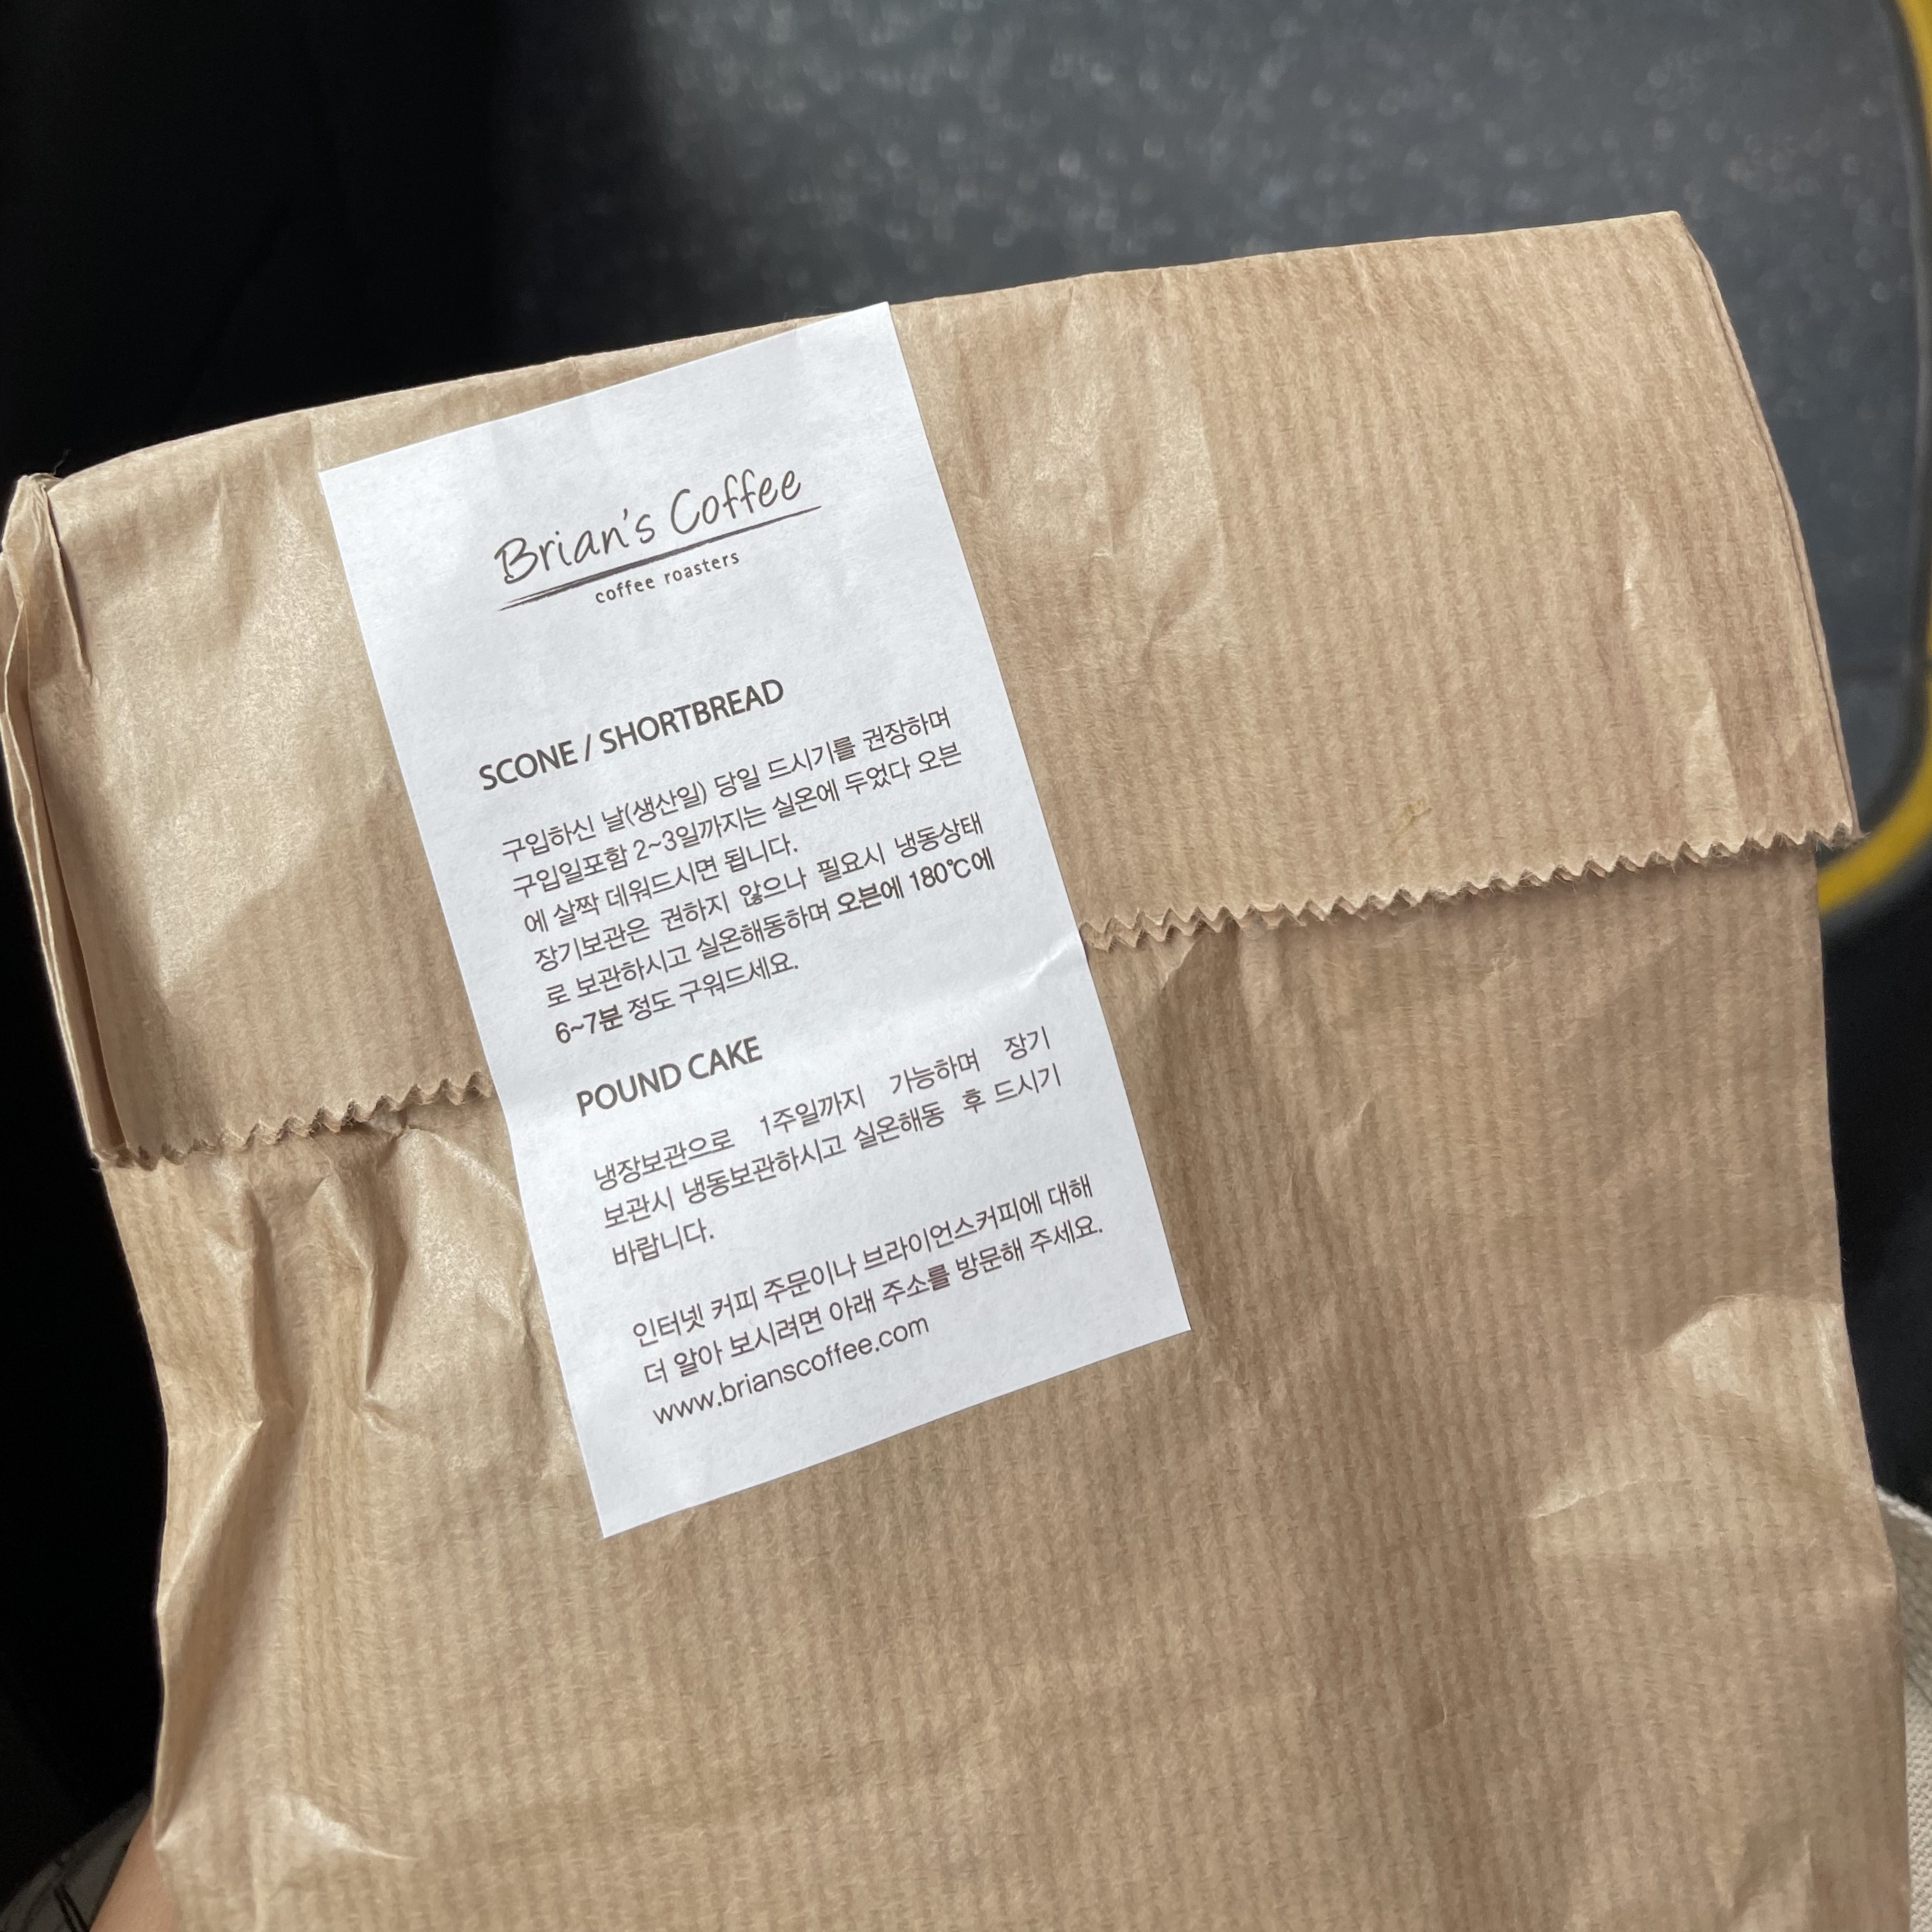 Brian's Coffee
coffee roasters
SCONE / SHORTBREAD
구입하신 날(생산일) 당일 드시기를 권장하며
구입일포함 2~3일까지는 실온에 두었다 오븐
에 살짝 데워드시면 됩니다.
장기보관은 권하지 않으나 필요시 냉동상태
로 보관하시고 실온해동하며 오븐에 180℃에
6~7분 정도 구워드세요.
POUND CAKE
냉장보관으로 1주일까지 가능하며 장기
보관시 냉동보관하시고 실온해동 후 드시기
바랍니다.
인터넷 커피 주문이나 브라이언스커피에 대해
더 알아 보시려면 아래 주소를 방문해 주세요.
www.brianscoffee.com